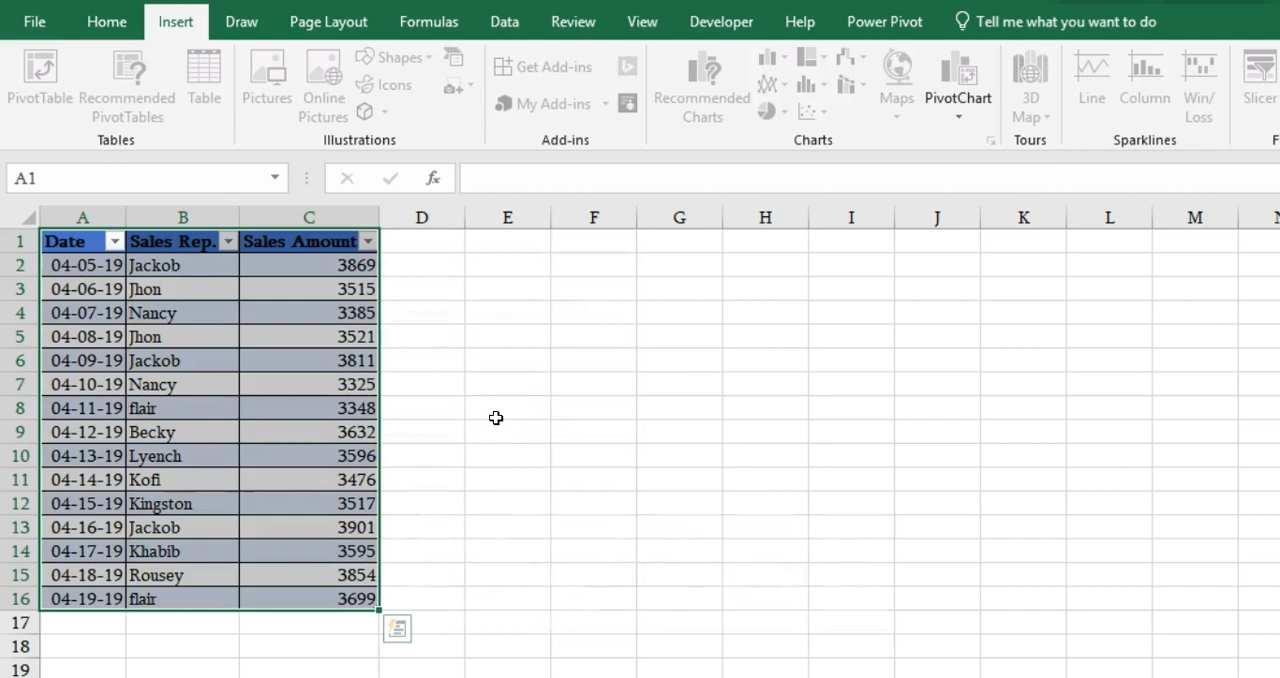 File Home Insert Draw Page Layout Formulas Data Review View Developer Help Power Pivot Tell me what you want to do
PivotTable Recommended PivotTables Table
Tables
Pictures Online Pictures Shapes Icons
Illustrations
Get Add-ins
My Add-ins
Add-ins
Recommended Charts Maps PivotChart
Charts
3D Map
Tours
Line Column Win/Loss
Sparklines
Slicer
F
A1 fx
A B C D E F G H I J K L M N
1 Date Sales Rep. Sales Amount
2 04-05-19 Jackob 3869
3 04-06-19 Jhon 3515
4 04-07-19 Nancy 3385
5 04-08-19 Jhon 3521
6 04-09-19 Jackob 3811
7 04-10-19 Nancy 3325
8 04-11-19 flair 3348
9 04-12-19 Becky 3632
10 04-13-19 Lyench 3596
11 04-14-19 Kofi 3476
12 04-15-19 Kingston 3517
13 04-16-19 Jackob 3901
14 04-17-19 Khabib 3595
15 04-18-19 Rousey 3854
16 04-19-19 flair 3699
17
18
19